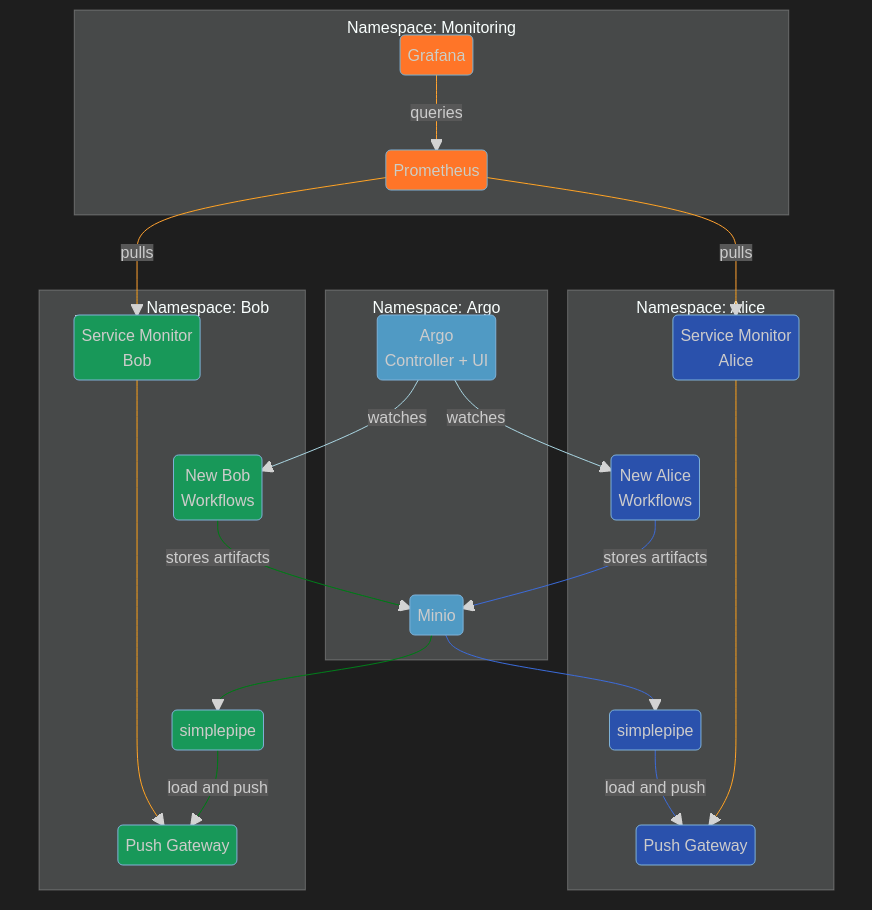 Namespace: Monitoring
Grafana
queries
Prometheus
pulls
pulls
Namespace: Bob
Namespace: Argo
Namespace: Alice
Service Monitor
Bob
Argo
Controller + UI
Service Monitor
Alice
watches
watches
New Bob
Workflows
New Alice
Workflows
stores artifacts
stores artifacts
Minio
simplepipe
simplepipe
load and push
load and push
Push Gateway
Push Gateway